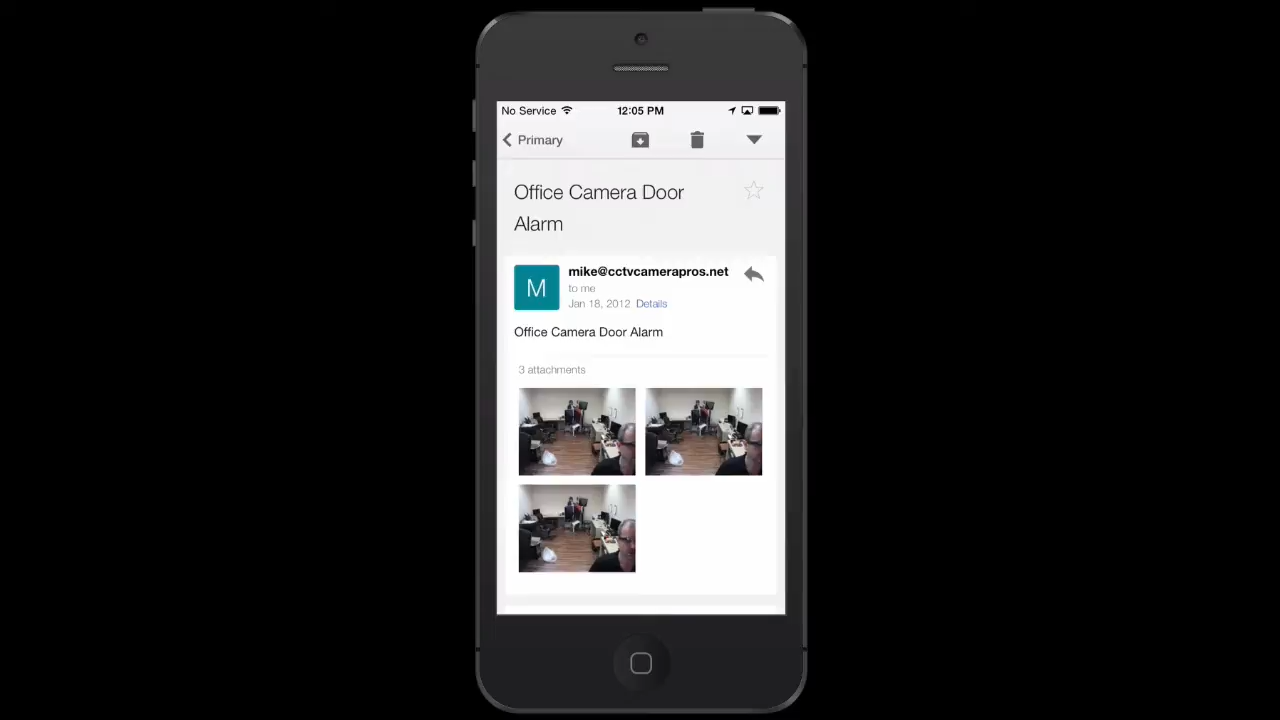 No Service 12:05 PM
Primary
Office Camera Door
Alarm
M
mike@cctvcamerapros.net
to me
Jan 18, 2012 Details
Office Camera Door Alarm
3 attachments